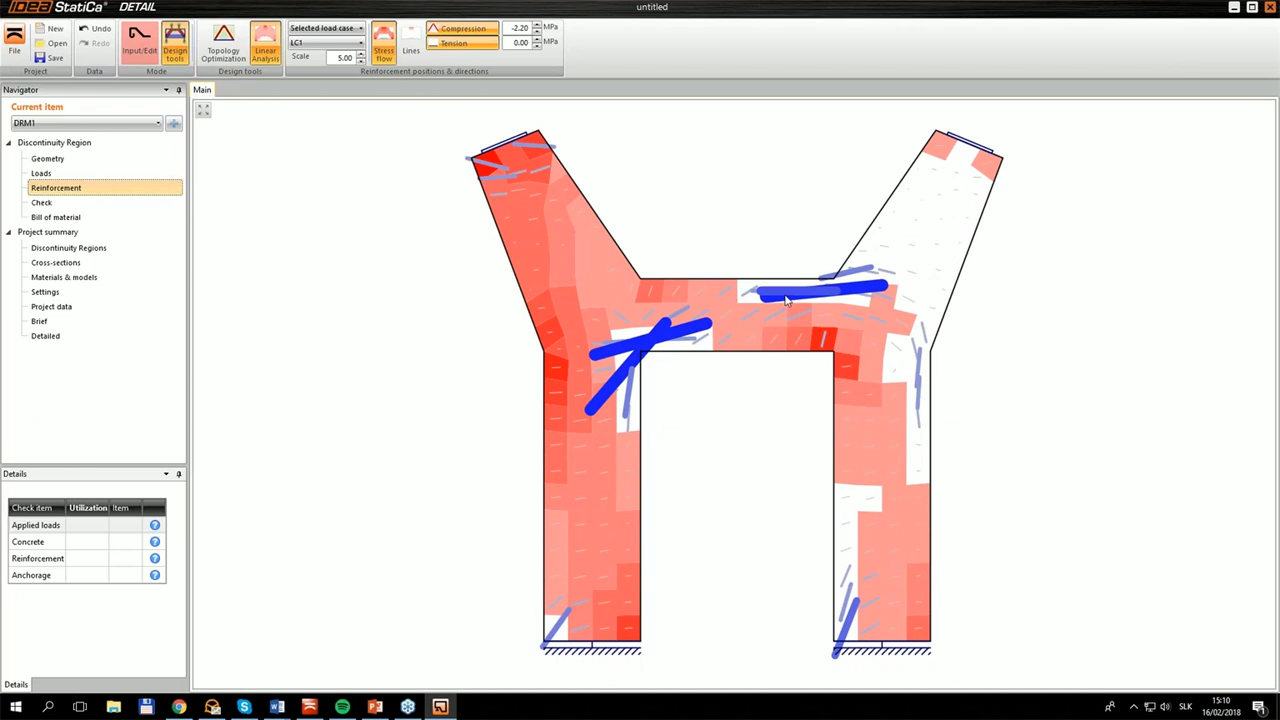 IDEA StatiCa DETAIL untitled
File New Open Save Project
Undo Redo Data
Input/Edit Design tools Mode
Topology Optimization Linear Analysis Design tools
Selected load case LC1 Scale 5.00 Stress flow Lines Compression -2.20 MPa Tension 0.00 MPa
Reinforcement positions & directions
Navigator
Main
Current item
DRM1
Discontinuity Region
Geometry
Loads
Reinforcement
Check
Bill of material
Project summary
Discontinuity Regions
Cross-sections
Materials & models
Settings
Project data
Brief
Detailed
Details
Check item Utilization Item
Applied loads ?
Concrete ?
Reinforcement ?
Anchorage ?
Details
SLK
15:10
16/02/2018
1